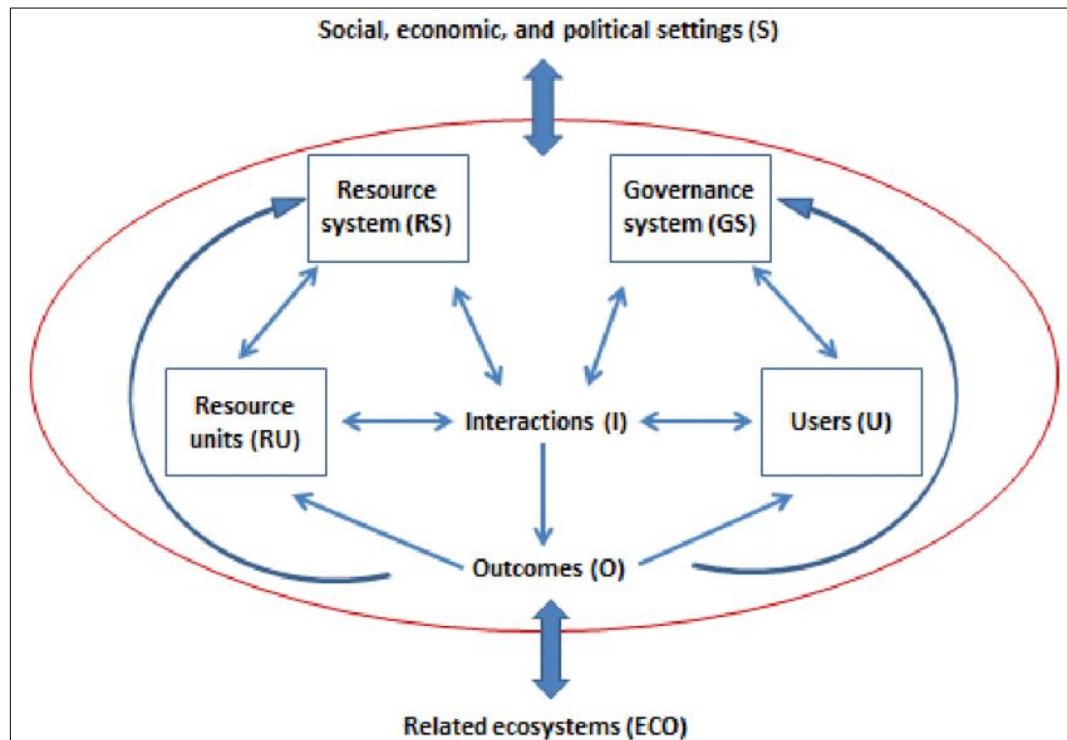 Social, economic, and political settings (S)
Resource
system (RS)
Governance
system (GS)
Resource
units (RU)
Interactions (I)
Users (U)
Outcomes (O)
Related ecosystems (ECO)